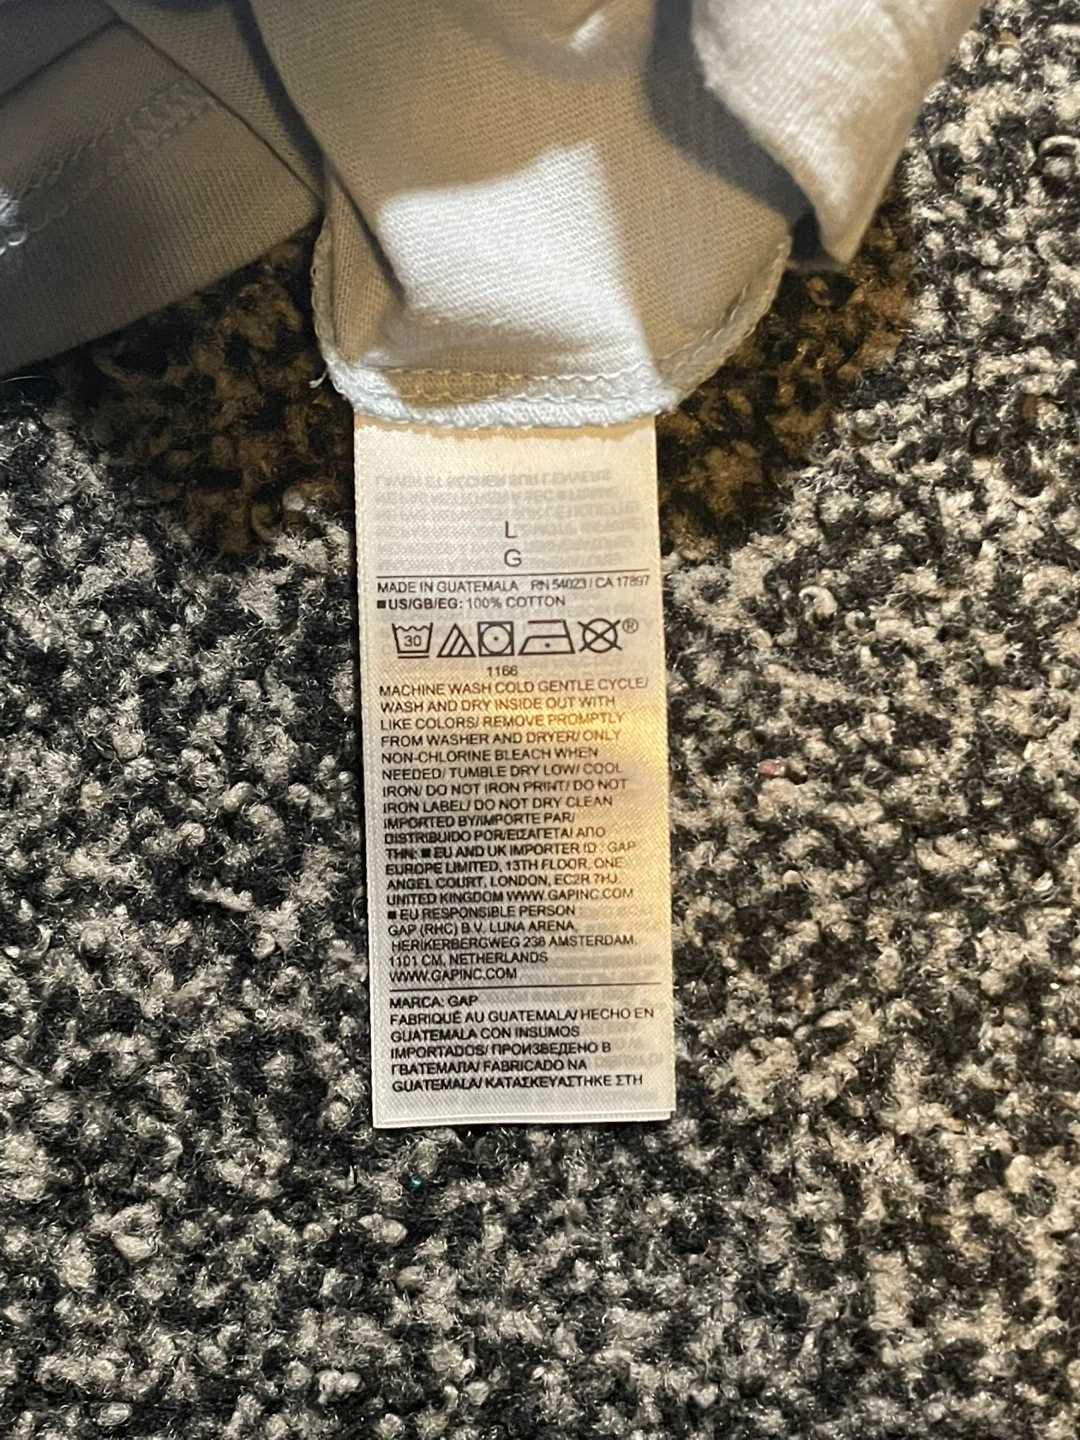 L
G
MADE IN GUATEMALA RN 54023 / CA 17897
■ US/GB/EG: 100% COTTON
30 ®
1166
MACHINE WASH COLD GENTLE CYCLE/
WASH AND DRY INSIDE OUT WITH
LIKE COLORS/ REMOVE PROMPTLY
FROM WASHER AND DRYER/ ONLY
NON-CHLORINE BLEACH WHEN
NEEDED/ TUMBLE DRY LOW/ COOL
IRON/ DO NOT IRON PRINT/ DO NOT
IRON LABEL/ DO NOT DRY CLEAN
IMPORTED BY/IMPORTE PAR/
DISTRIBUIDO POR/ΕΙΣΑΓΕΤΑΙ ΑΠΟ
ΤΗΝ: ■ EU AND UK IMPORTER ID : GAP
EUROPE LIMITED, 13TH FLOOR, ONE
ANGEL COURT, LONDON, EC2R 7HJ.
UNITED KINGDOM WWW.GAPINC.COM
■ EU RESPONSIBLE PERSON :
GAP (RHC) B.V. LUNA ARENA,
HERIKERBERGWEG 238 AMSTERDAM.
1101 CM, NETHERLANDS
WWW.GAPINC.COM
MARCA: GAP
FABRIQUÉ AU GUATEMALA/ HECHO EN
GUATEMALA CON INSUMOS
IMPORTADOS/ ПРОИЗВЕДЕНО В
ГВАТЕМАЛА/ FABRICADO NA
GUATEMALA/ ΚΑΤΑΣΚΕΥΑΣΤΗΚΕ ΣΤΗ